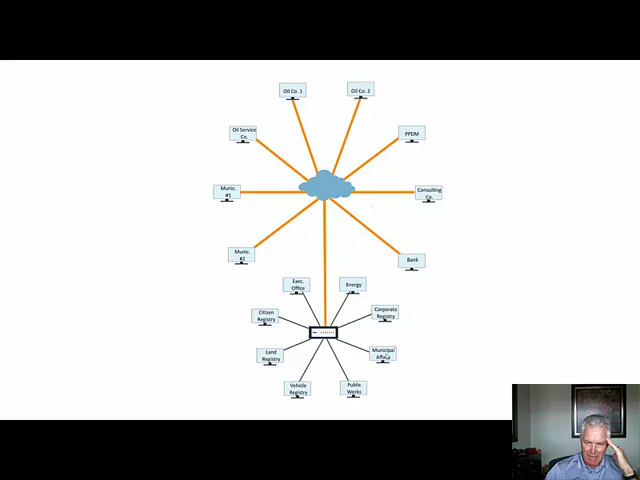 Oil Co. 1
Oil Co. 2
Oil Service
Co.
PPDM
Munic.
#1
Consulting
Co.
Munic.
#2
Bank
Exec.
Office
Energy
Citizen
Registry
Corporate
Registry
Land
Registry
Municipal
Affairs
Vehicle
Registry
Public
Works